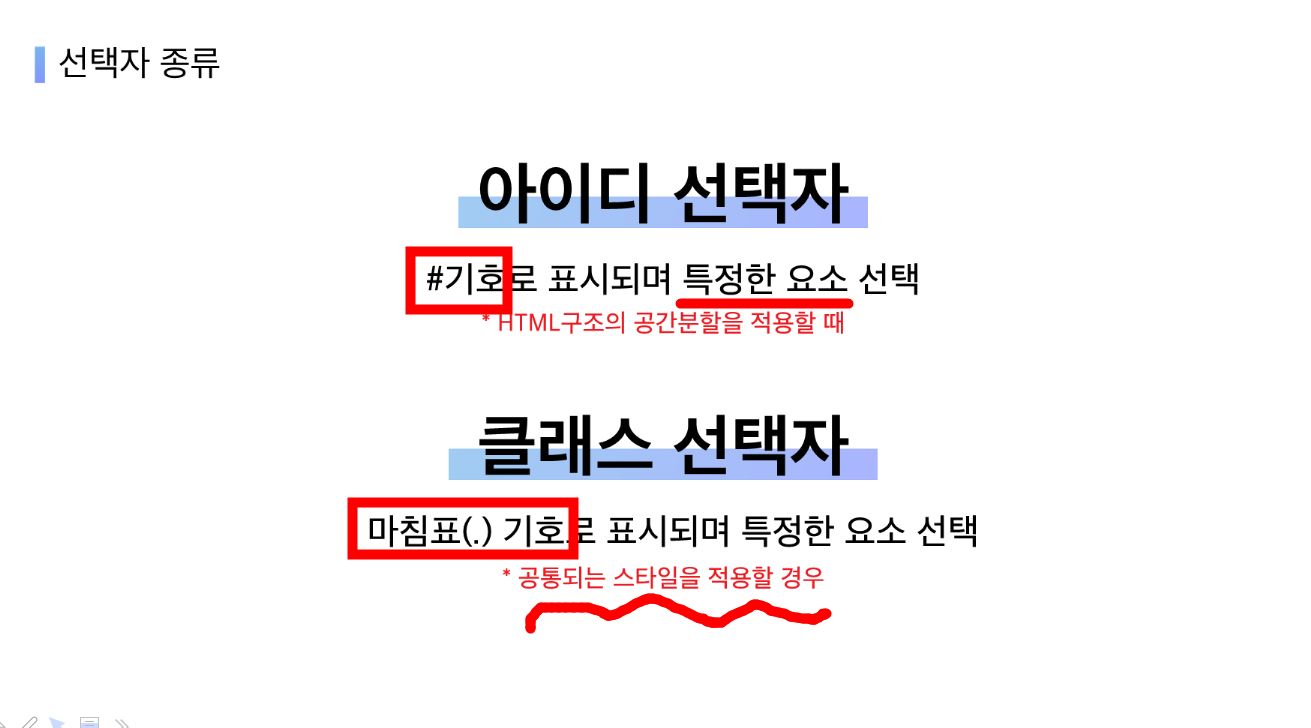 선택자 종류
아이디 선택자
#기호로 표시되며 특정한 요소 선택
* HTML구조의 공간분할을 적용할 때
클래스 선택자
마침표(.) 기호로 표시되며 특정한 요소 선택
* 공통되는 스타일을 적용할 경우